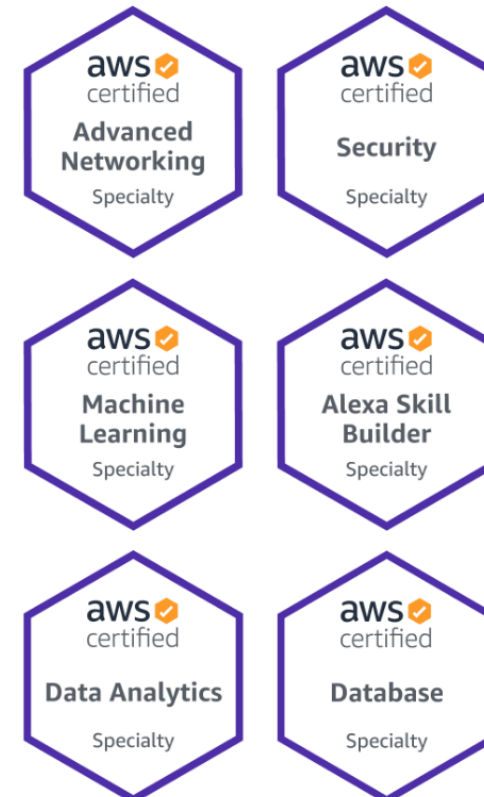 aws
certified
Advanced
Networking
Specialty
aws
certified
Security
Specialty
aws
certified
Machine
Learning
Specialty
aws
certified
Alexa Skill
Builder
Specialty
aws
certified
Data Analytics
Specialty
aws
certified
Database
Specialty